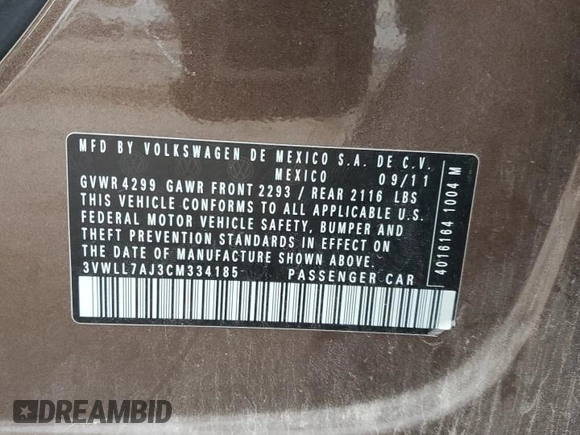 MFD BY VOLKSWAGEN DE MEXICO S.A. DE C.V.
MEXICO 09/11
GVWR 4299 GAWR FRONT 2293 / REAR 2116 LBS
THIS VEHICLE CONFORMS TO ALL APPLICABLE U.S.
FEDERAL MOTOR VEHICLE SAFETY, BUMPER AND
THEFT PREVENTION STANDARDS IN EFFECT ON
THE DATE OF MANUFACTURE SHOWN ABOVE.
3VWLL7AJ3CM334185 PASSENGER CAR
4016164 1004 M
DREAMBID